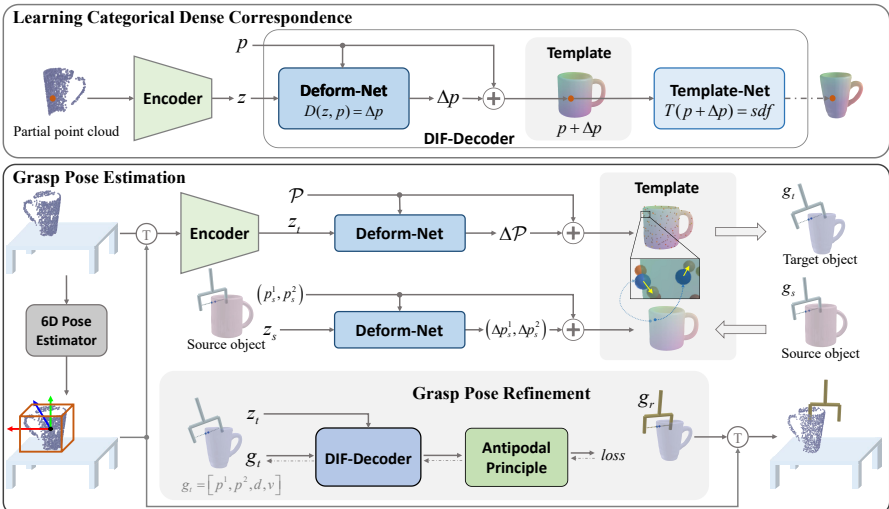 Learning Categorical Dense Correspondence
p
Template
Encoder
z
Deform-Net
D(z, p) = Δp
Δp
+
p + Δp
Template-Net
T(p + Δp) = sdf
Partial point cloud
DIF-Decoder
Grasp Pose Estimation
𝒫
Template
g_t
T
Encoder
z_t
Deform-Net
Δ𝒫
+
Target object
(p_s^1, p_s^2)
g_s
6D Pose
Estimator
Source object
z_s
Deform-Net
(Δp_s^1, Δp_s^2)
+
Source object
Grasp Pose Refinement
z_t
g_r
g_t
DIF-Decoder
Antipodal
Principle
loss
T
g_t = [p^1, p^2, d, v]